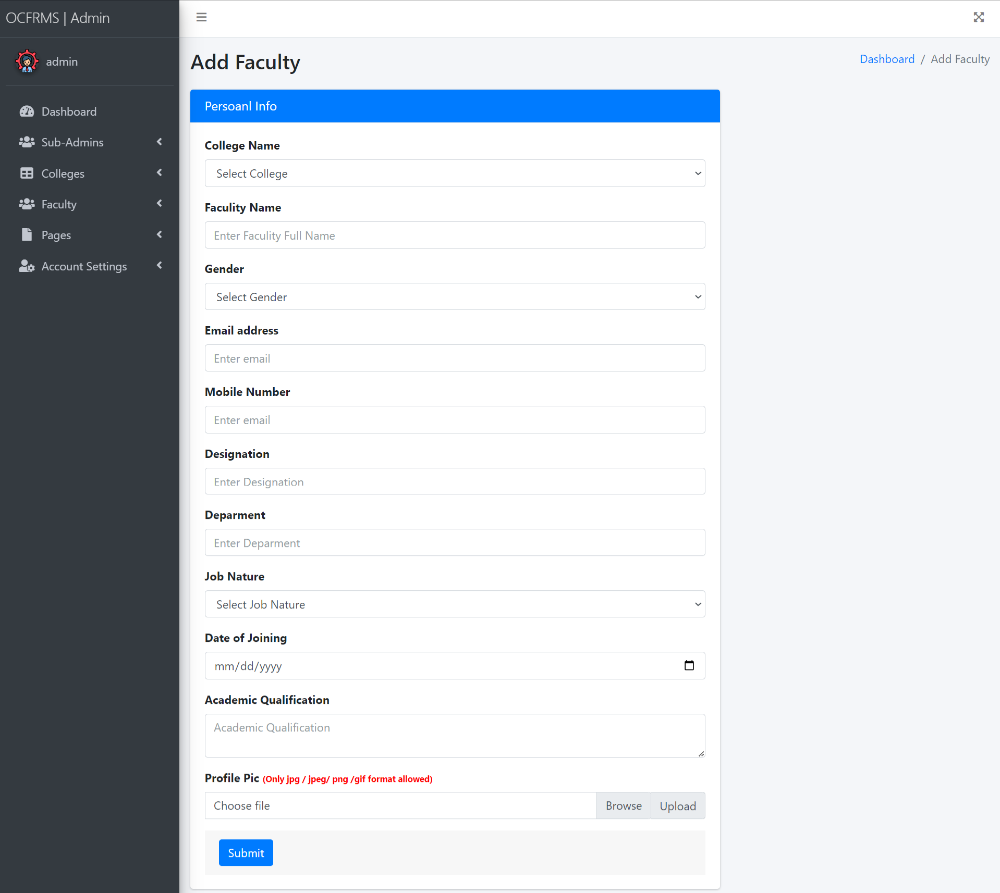 OCFRMS | Admin
admin
Dashboard
Sub-Admins
Colleges
Faculty
Pages
Account Settings
Add Faculty
Dashboard / Add Faculty
Persoanl Info
College Name
Select College
Faculity Name
Enter Faculity Full Name
Gender
Select Gender
Email address
Enter email
Mobile Number
Enter email
Designation
Enter Designation
Deparment
Enter Deparment
Job Nature
Select Job Nature
Date of Joining
mm/dd/yyyy
Academic Qualification
Academic Qualification
Profile Pic (Only jpg / jpeg/ png /gif format allowed)
Choose file Browse Upload
Submit